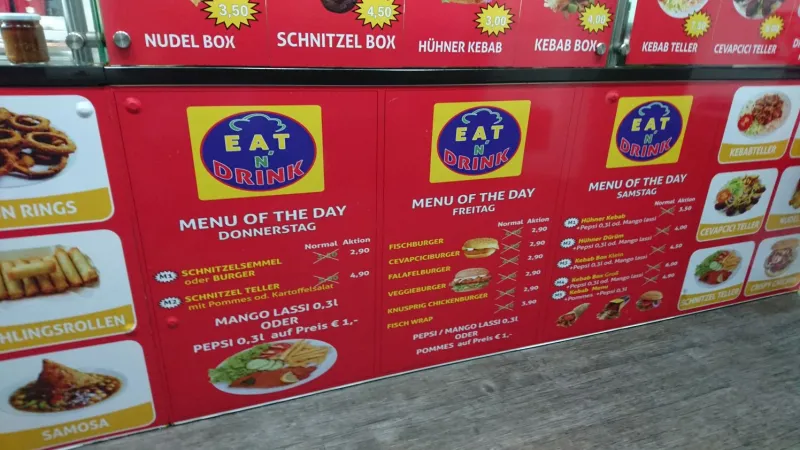 3,50
4,50
3,00
4,00
NUDEL BOX
SCHNITZEL BOX
HÜHNER KEBAB
KEBAB BOX
KEBAB TELLER
CEVAPCICI TELLER
N RINGS
HLINGSROLLEN
SAMOSA
EAT
N'
DRINK
MENU OF THE DAY
DONNERSTAG
Normal Aktion
M1 SCHNITZELSEMMEL 2,90
oder BURGER
M2 SCHNITZEL TELLER 4,90
mit Pommes od. Kartoffelsalat
MANGO LASSI 0,3l
ODER
PEPSI 0,3l auf Preis € 1,-
EAT
N'
DRINK
MENU OF THE DAY
FREITAG
Normal Aktion
FISCHBURGER 2,90
CEVAPCIBURGER 2,90
FALAFELBURGER 2,90
VEGGIEBURGER 2,90
KNUSPRIG CHICKENBURGER 2,90
FISCH WRAP 3,90
PEPSI / MANGO LASSI 0,3L
ODER
POMMES auf Preis € 1,-
EAT
N'
DRINK
MENU OF THE DAY
SAMSTAG
Normal Aktion
M1 Hühner Kebab 3,50
+Pepsi 0,3l od. Mango lassi
M2 Hühner Dürüm 4,00
+Pepsi 0,3l od. Mango lassi
Kebab Box Klein
+Pepsi 0,3l od. Mango lassi
Kebab Box Groß
+Pepsi 0,3l od. Mango lassi
Kebab Menü
+Pommes +Pepsi 0,3l
KEBABTELLER
CEVAPCICI TELLER
SCHNITZEL TELLER